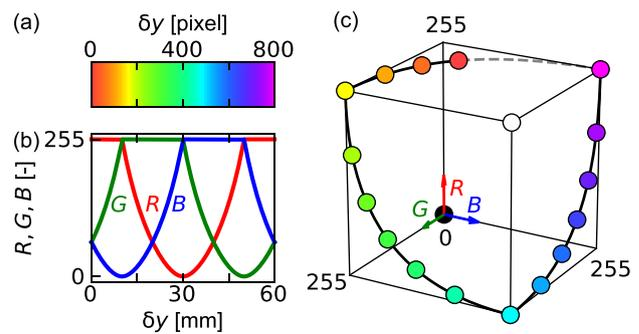 (a)
δy [pixel]
0 400 800
(b)
255
0
R, G, B [-]
G R B
0 30 60
δy [mm]
(c)
255
R
G B
0
255
255